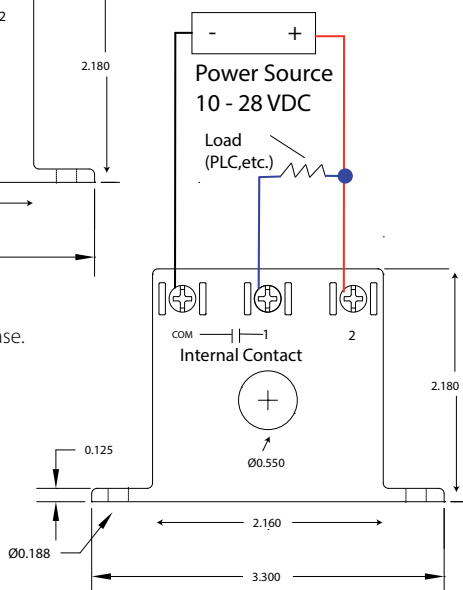 2
2.180
- +
Power Source
10 - 28 VDC
Load
(PLC,etc.)
COM 1 2
Internal Contact
Ø0.550
2.180
0.125
Ø0.188
2.160
3.300